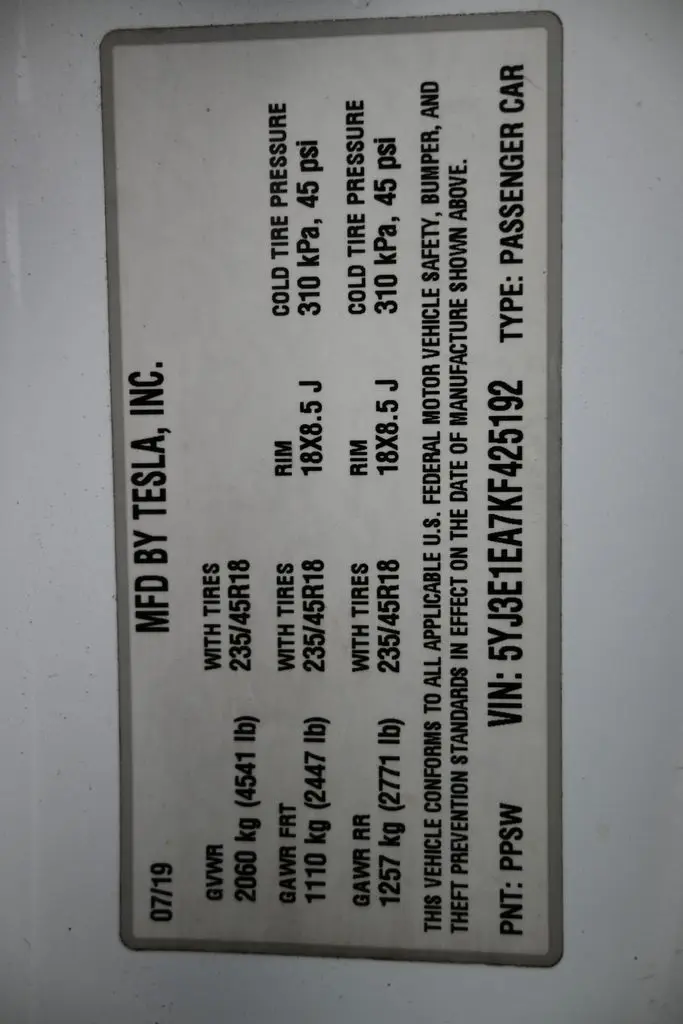 MFD BY TESLA, INC.
07/19
GVWR WITH TIRES
2060 kg (4541 lb) 235/45R18
GAWR FRT WITH TIRES RIM COLD TIRE PRESSURE
1110 kg (2447 lb) 235/45R18 18X8.5 J 310 kPa, 45 psi
GAWR RR WITH TIRES RIM COLD TIRE PRESSURE
1257 kg (2771 lb) 235/45R18 18X8.5 J 310 kPa, 45 psi
THIS VEHICLE CONFORMS TO ALL APPLICABLE U.S. FEDERAL MOTOR VEHICLE SAFETY, BUMPER, AND
THEFT PREVENTION STANDARDS IN EFFECT ON THE DATE OF MANUFACTURE SHOWN ABOVE.
PNT: PPSW VIN: 5YJ3E1EA7KF425192 TYPE: PASSENGER CAR